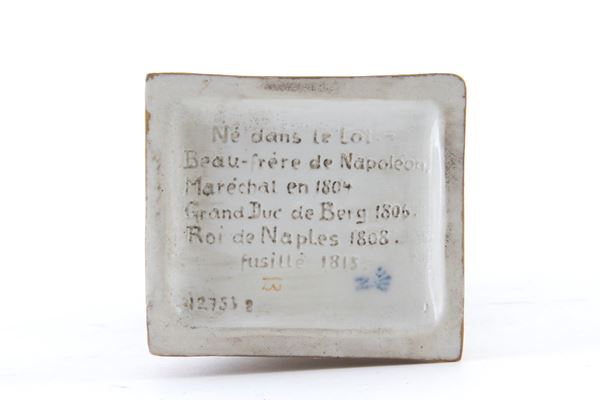 Né dans le Lot
Beau-frére de Napoléon,
Maréchal en 1804
Grand Duc de Berg 1806.
Roi de Naples 1808.
fusillé 1815.